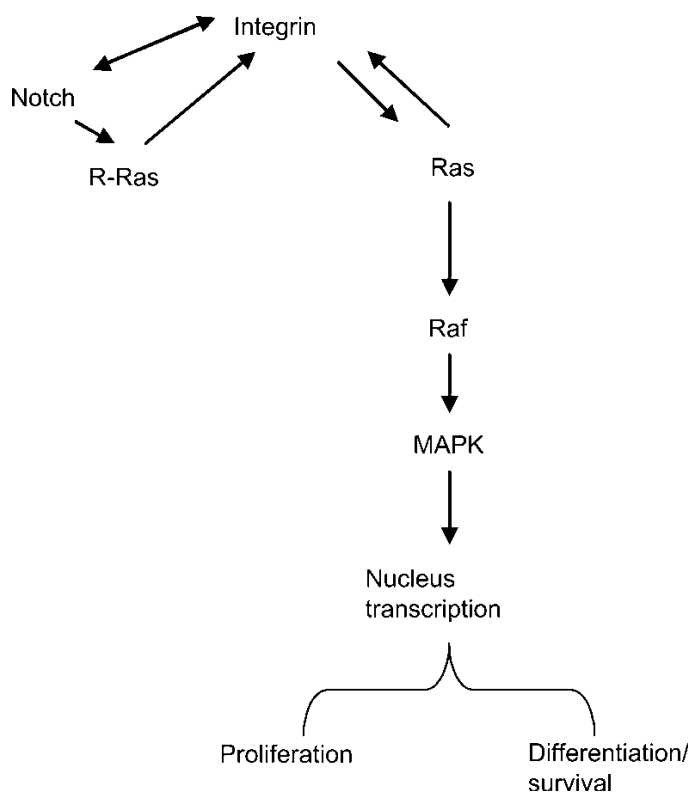 Integrin
Notch
R-Ras
Ras
Raf
MAPK
Nucleus
transcription
Proliferation
Differentiation/
survival